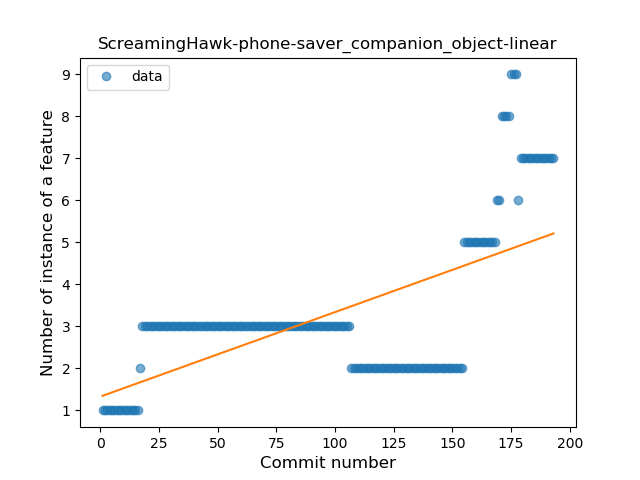 ScreamingHawk-phone-saver_companion_object-linear
data
Number of instance of a feature
9
8
7
6
5
4
3
2
1
0 25 50 75 100 125 150 175 200
Commit number